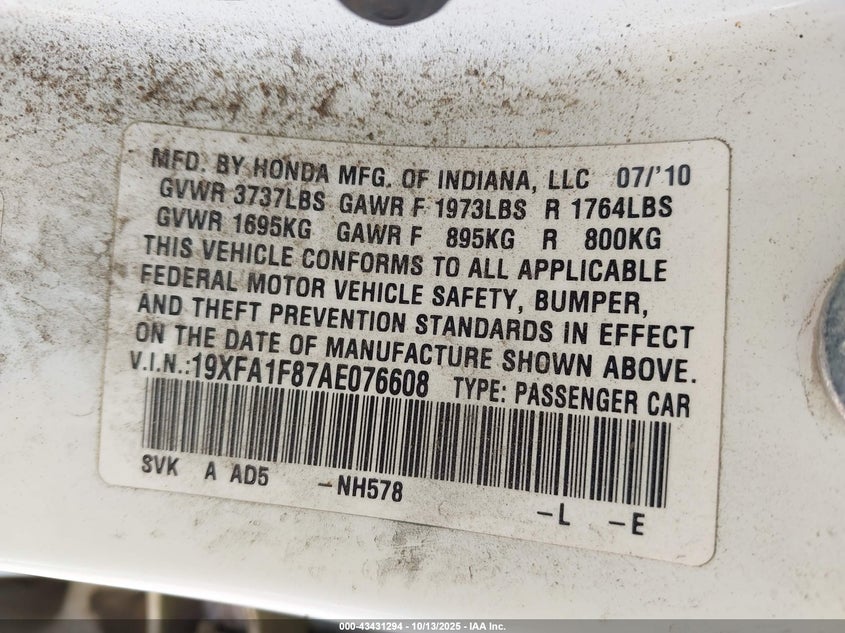 MFD. BY HONDA MFG. OF INDIANA, LLC 07/'10
GVWR 3737LBS GAWR F 1973LBS R 1764LBS
GVWR 1695KG GAWR F 895KG R 800KG
THIS VEHICLE CONFORMS TO ALL APPLICABLE
FEDERAL MOTOR VEHICLE SAFETY, BUMPER,
AND THEFT PREVENTION STANDARDS IN EFFECT
ON THE DATE OF MANUFACTURE SHOWN ABOVE.
V.I.N.:19XFA1F87AE076608 TYPE: PASSENGER CAR
SVK A AD5 -NH578 -L -E
000-43431294 - 10/13/2025 - IAA Inc.